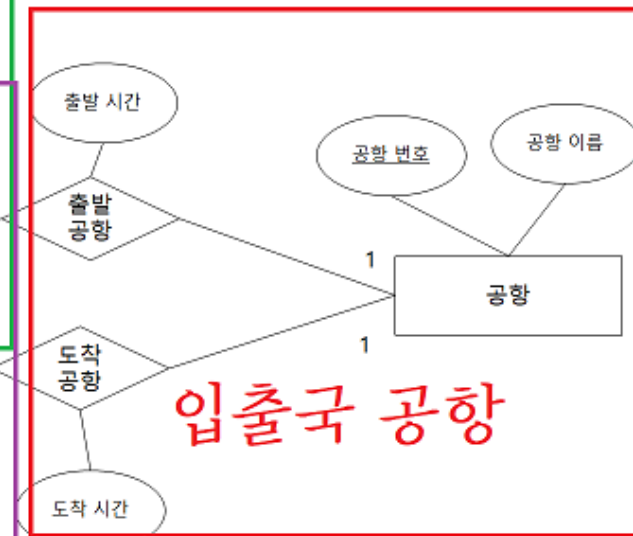 출발 시간
공항 번호
공항 이름
출발
공항
1
공항
1
도착
공항
입출국 공항
도착 시간